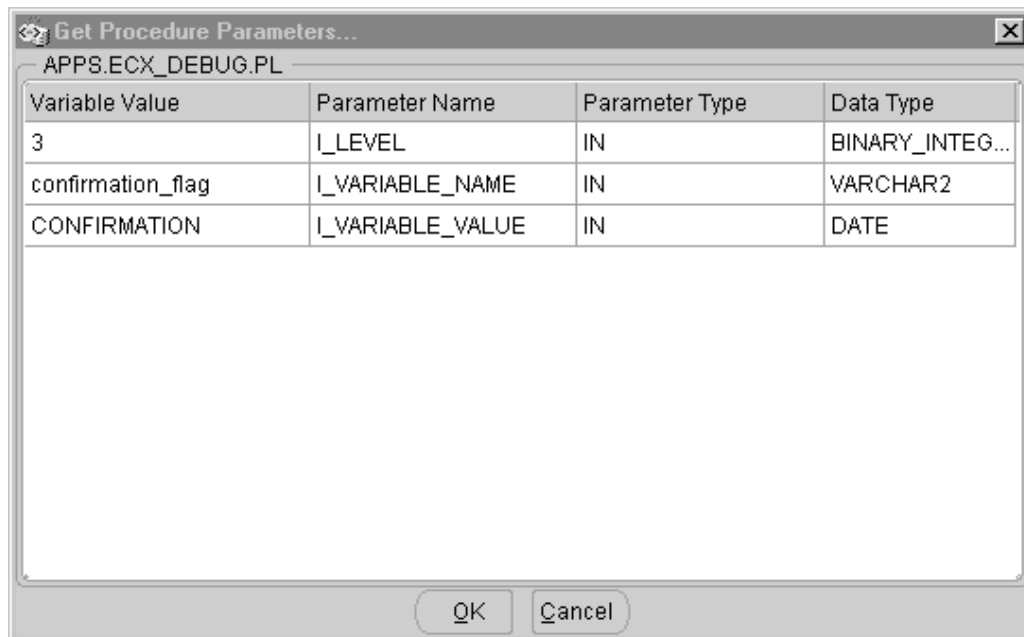 Get Procedure Parameters...
APPS.ECX_DEBUG.PL
Variable Value Parameter Name Parameter Type Data Type
3 I_LEVEL IN BINARY_INTEG...
confirmation_flag I_VARIABLE_NAME IN VARCHAR2
CONFIRMATION I_VARIABLE_VALUE IN DATE
OK Cancel